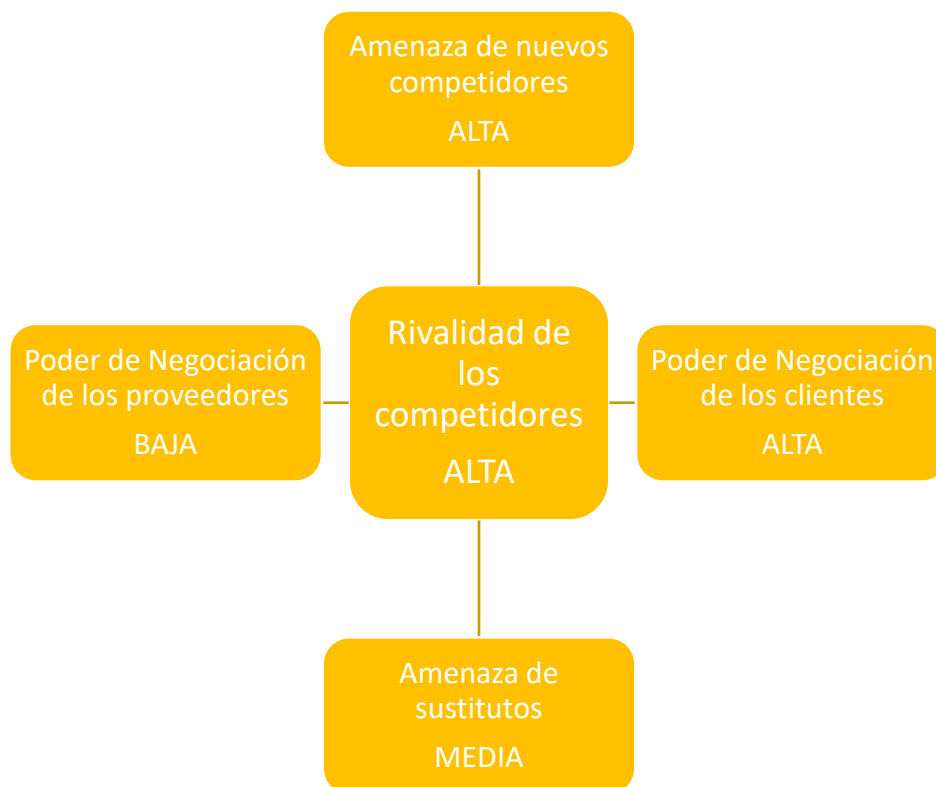 Amenaza de nuevos
competidores
ALTA
Poder de Negociación
de los proveedores
BAJA
Rivalidad de
los
competidores
ALTA
Poder de Negociación
de los clientes
ALTA
Amenaza de
sustitutos
MEDIA